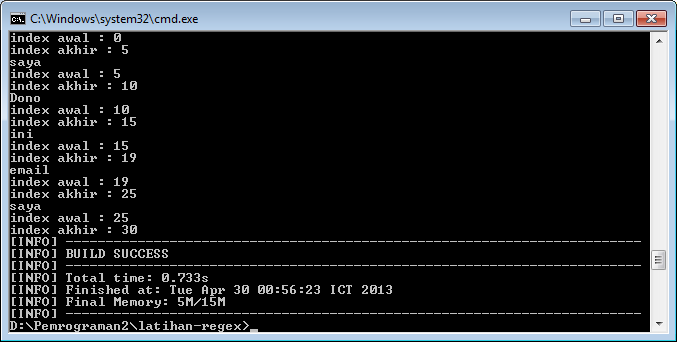 C:\Windows\system32\cmd.exe
index awal : 0
index akhir : 5
saya
index awal : 5
index akhir : 10
Dono
index awal : 10
index akhir : 15
ini
index awal : 15
index akhir : 19
email
index awal : 19
index akhir : 25
saya
index awal : 25
index akhir : 30
[INFO] ------------------------------------------------------------------------
[INFO] BUILD SUCCESS
[INFO] ------------------------------------------------------------------------
[INFO] Total time: 0.733s
[INFO] Finished at: Tue Apr 30 00:56:23 ICT 2013
[INFO] Final Memory: 5M/15M
[INFO] ------------------------------------------------------------------------
D:\Pemrograman2\latihan-regex>_